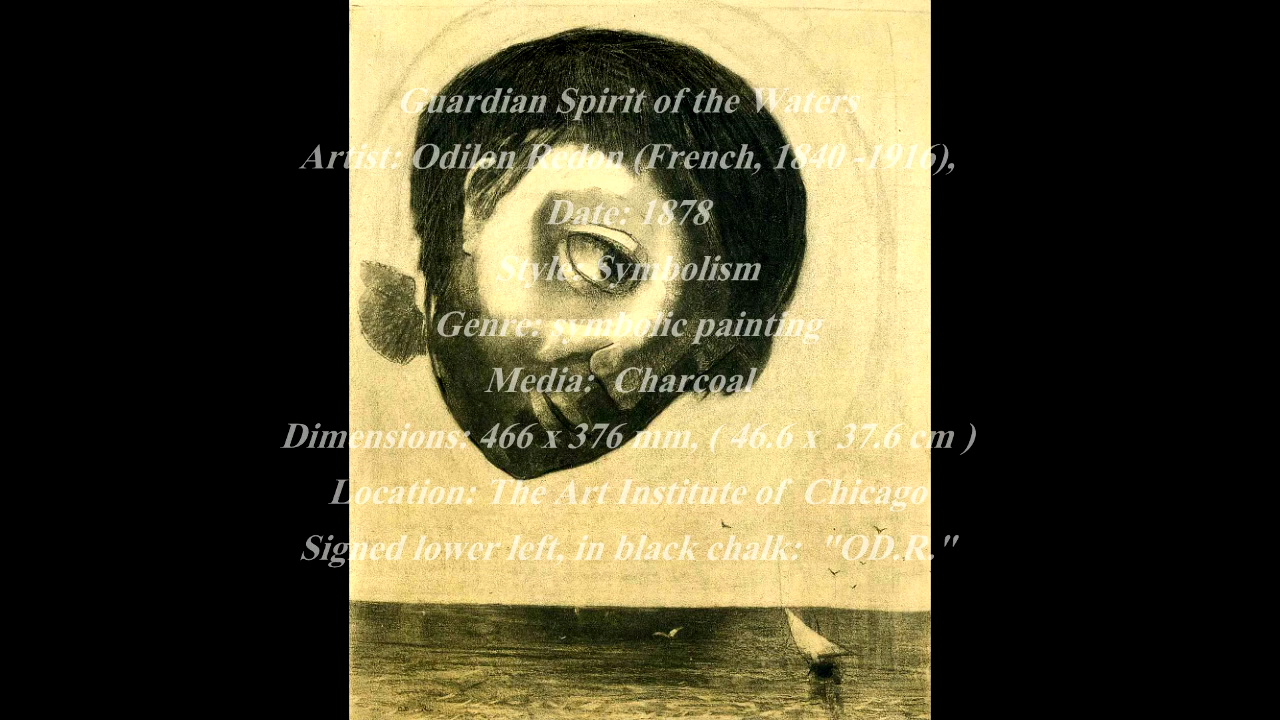 Guardian Spirit of the Waters
Artist: Odilon Redon (French, 1840 -1916),
Date: 1878
Style: Symbolism
Genre: symbolic painting
Media:  Charcoal
Dimensions: 466 x 376 mm, ( 46.6 x  37.6 cm )
Location: The Art Institute of  Chicago
Signed lower left, in black chalk:  "OD.R."